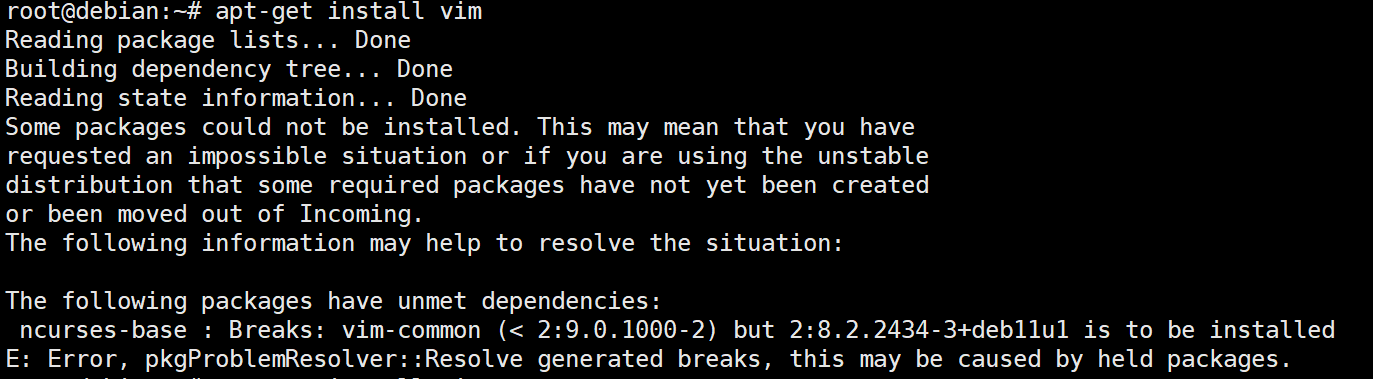 root@debian:~# apt-get install vim
Reading package lists... Done
Building dependency tree... Done
Reading state information... Done
Some packages could not be installed. This may mean that you have
requested an impossible situation or if you are using the unstable
distribution that some required packages have not yet been created
or been moved out of Incoming.
The following information may help to resolve the situation:

The following packages have unmet dependencies:
 ncurses-base : Breaks: vim-common (< 2:9.0.1000-2) but 2:8.2.2434-3+deb11u1 is to be installed
E: Error, pkgProblemResolver::Resolve generated breaks, this may be caused by held packages.